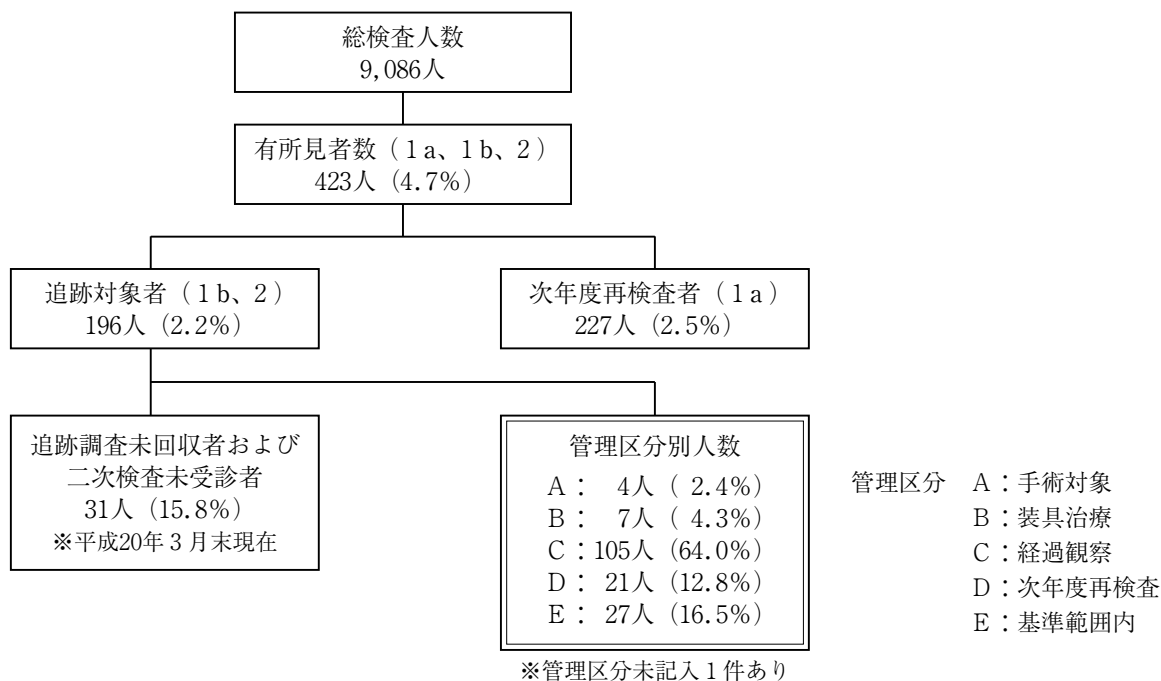 総検査人数
9,086人
有所見者数（1a、1b、2）
423人（4.7%）
追跡対象者（1b、2）
196人（2.2%）
次年度再検査者（1a）
227人（2.5%）
追跡調査未回収者および
二次検査未受診者
31人（15.8%）
※平成20年3月末現在
管理区分別人数
A： 4人（ 2.4%）
B： 7人（ 4.3%）
C：105人（64.0%）
D： 21人（12.8%）
E： 27人（16.5%）
※管理区分未記入1件あり
管理区分 A：手術対象
B：装具治療
C：経過観察
D：次年度再検査
E：基準範囲内